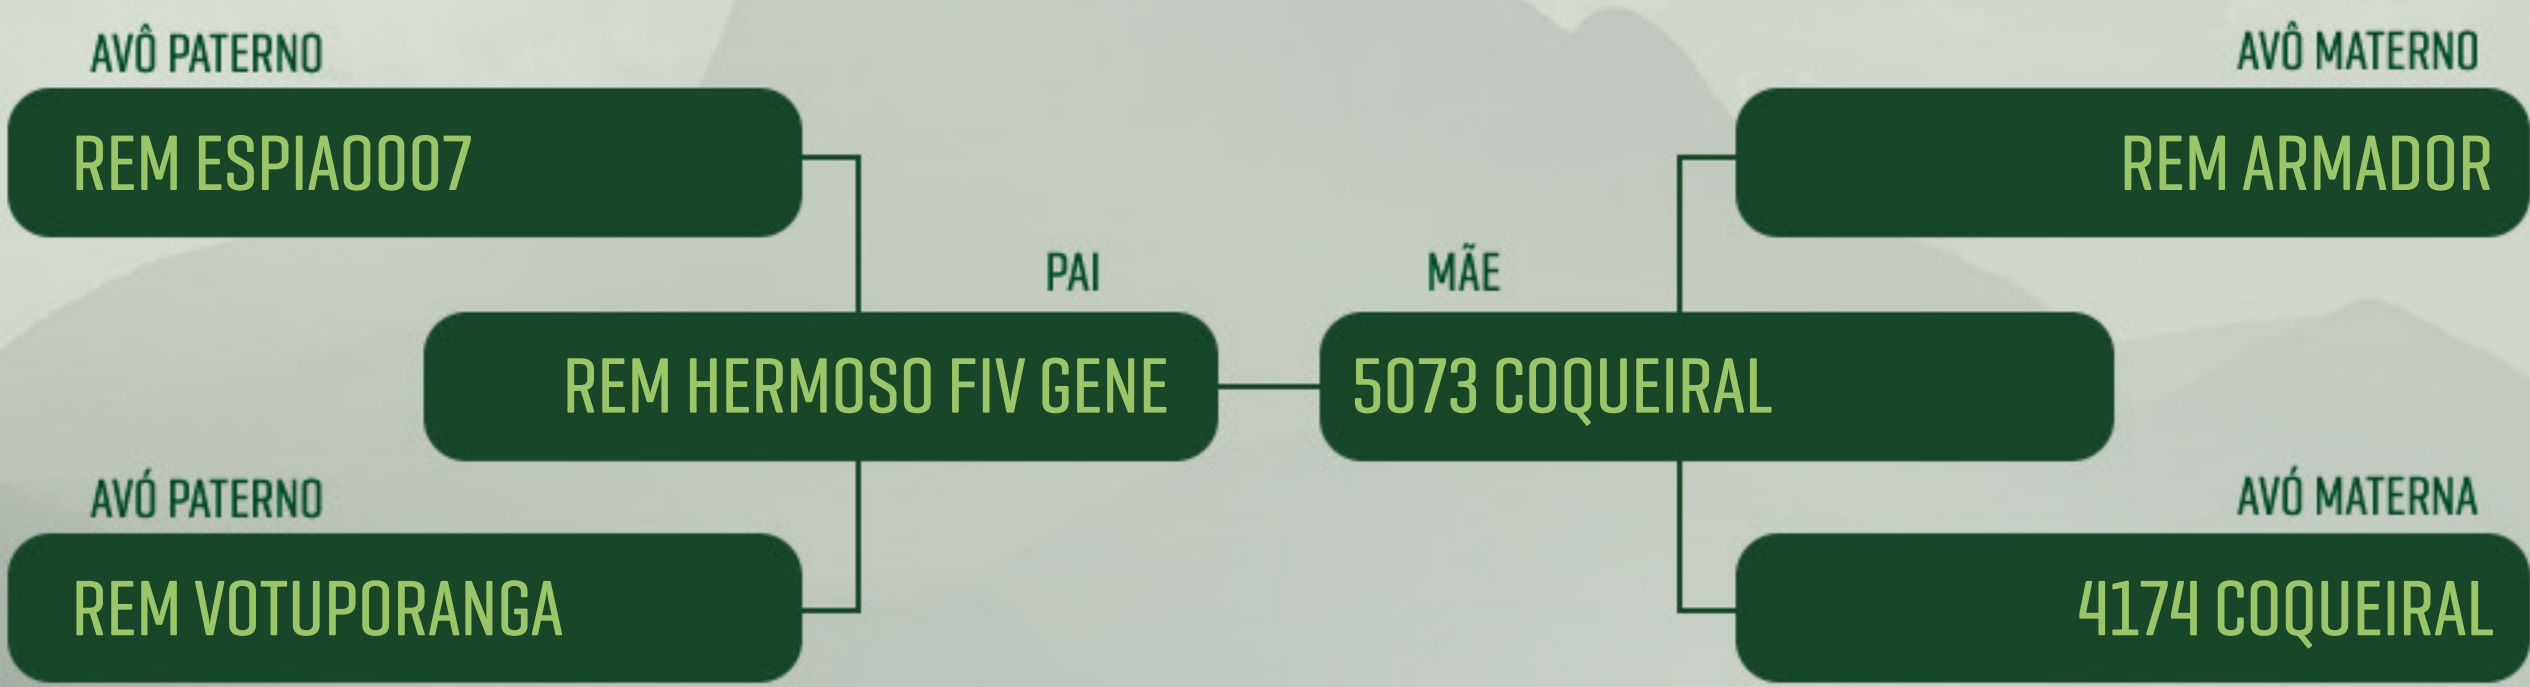 AVÔ PATERNO
REM ESPIA0007
AVÔ MATERNO
REM ARMADOR
PAI
REM HERMOSO FIV GENE
MÃE
5073 COQUEIRAL
AVÓ PATERNO
REM VOTUPORANGA
AVÓ MATERNA
4174 COQUEIRAL